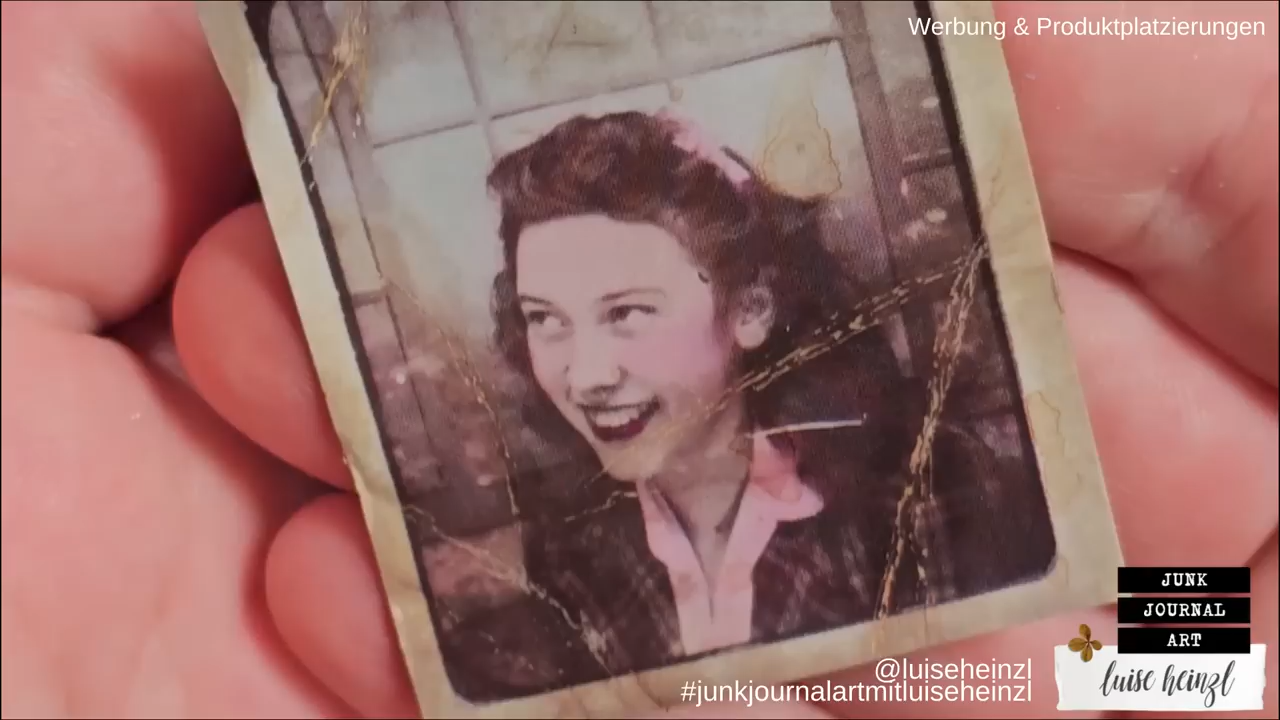 Werbung & Produktplatzierungen
JUNK
JOURNAL
ART
@luiseheinzl
#junkjournalartmitluiseheinzl
luise heinzl